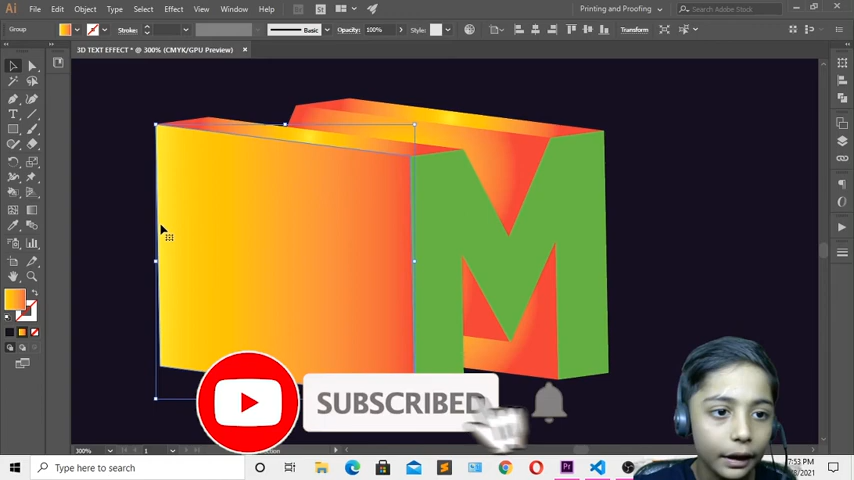 Ai File Edit Object Type Select Effect View Window Help Printing and Proofing Search Adobe Stock
Group Stroke: Basic Opacity: 100% Style: Transform
3D TEXT EFFECT * @ 300% (CMYK/GPU Preview) ×
M
SUBSCRIBED
300% 1
Type here to search